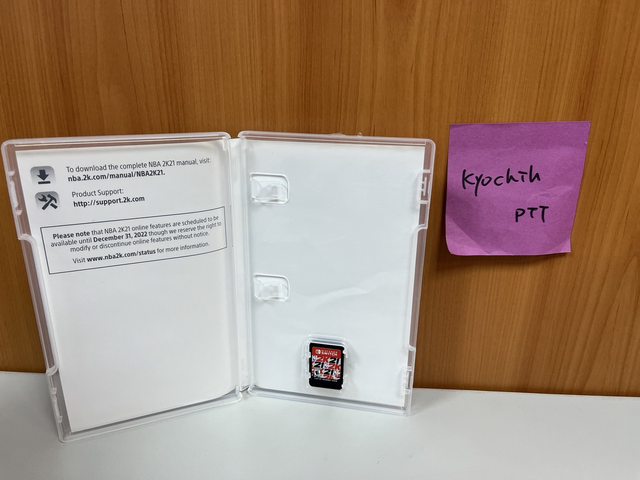 To download the complete NBA 2K21 manual, visit:
nba.2k.com/manual/NBA2K21.
Product Support:
http://support.2k.com
Please note that NBA 2K21 online features are scheduled to be
available until December 31, 2022 though we reserve the right to
modify or discontinue online features without notice.
Visit www.nba2k.com/status for more information.
SWITCH
Kyochih
PTT